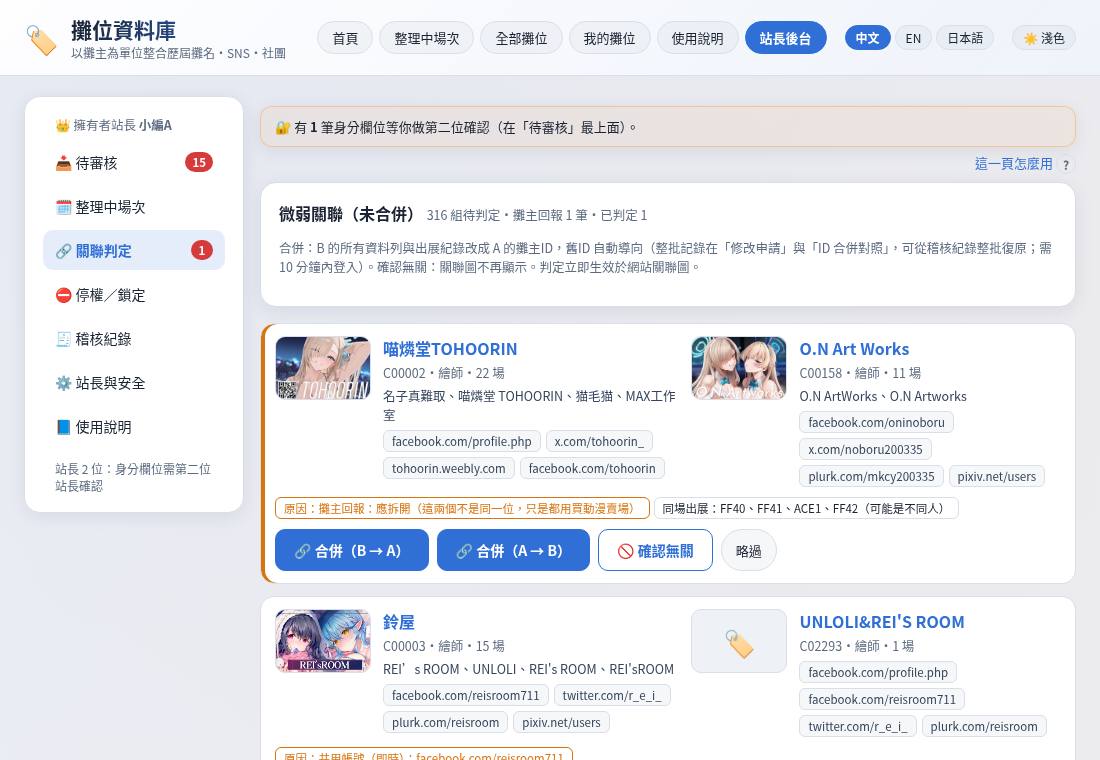 攤位資料庫
以攤主為單位整合歷屆攤名・SNS・社團
首頁
整理中場次
全部攤位
我的攤位
使用說明
站長後台
中文
EN
日本語
☀️ 淺色
👑 擁有者站長 小編A
📥 待審核 15
🗓️ 整理中場次
🔗 關聯判定 1
⛔ 停權／鎖定
🧾 稽核紀錄
⚙️ 站長與安全
📘 使用說明
站長 2 位：身分欄位需第二位
站長確認
🔐 有 1 筆身分欄位等你做第二位確認（在「待審核」最上面）。
這一頁怎麼用 ?
微弱關聯（未合併） 316 組待判定・攤主回報 1 筆・已判定 1
合併：B 的所有資料列與出展紀錄改成 A 的攤主ID，舊ID 自動導向（整批記錄在「修改申請」與「ID 合併對照」，可從稽核紀錄整批復原；需
10 分鐘內登入）。確認無關：關聯圖不再顯示。判定立即生效於網站關聯圖。
TOHOORIN
喵燐堂TOHOORIN
C00002・繪師・22 場
名子真難取、喵燐堂 TOHOORIN、猫毛猫、MAX工作
室
facebook.com/profile.php
x.com/tohoorin_
tohoorin.weebly.com
facebook.com/tohoorin
O.N Art Works
C00158・繪師・11 場
O.N ArtWorks、O.N Artworks
facebook.com/oninoboru
x.com/noboru200335
plurk.com/mkcy200335
pixiv.net/users
原因：攤主回報：應拆開（這兩個不是同一位，只是都用買動漫賣場）
同場出展：FF40、FF41、ACE1、FF42（可能是不同人）
🔗 合併（B → A）
🔗 合併（A → B）
🚫 確認無關
略過
REI'sROOM
鈴屋
C00003・繪師・15 場
REI’s ROOM、UNLOLI、REI's ROOM、REI'sROOM
facebook.com/reisroom711
twitter.com/r_e_i_
plurk.com/reisroom
pixiv.net/users
UNLOLI&REI'S ROOM
C02293・繪師・1 場
facebook.com/profile.php
facebook.com/reisroom711
twitter.com/r_e_i_
plurk.com/reisroom
原因：共用帳號（即時）：facebook.com/reisroom711